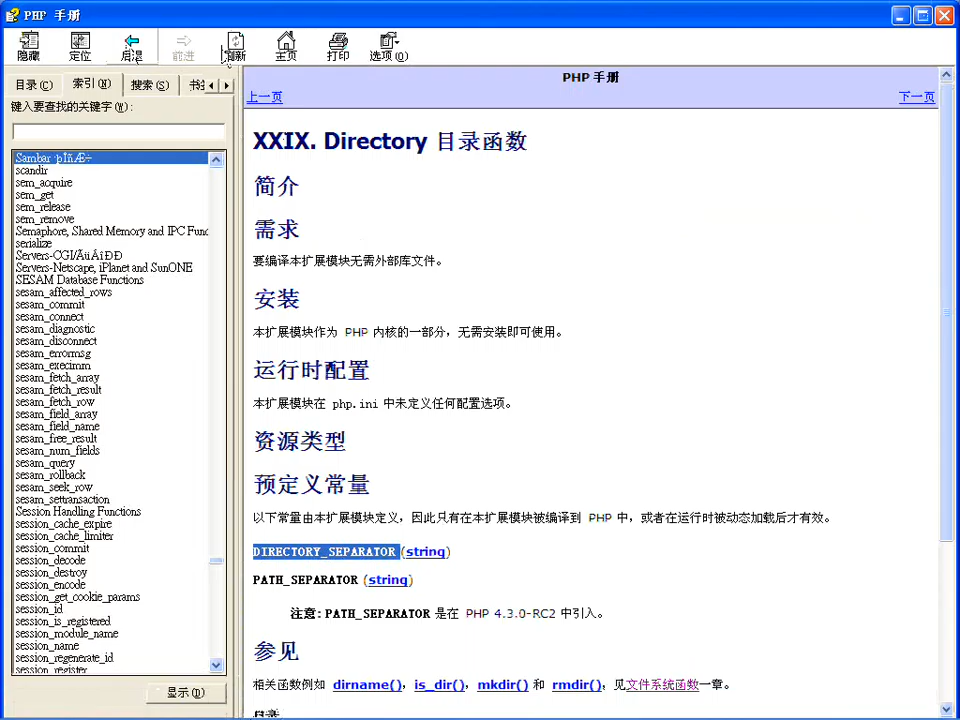 PHP 手册
隐藏 定位 后退 前进 刷新 主页 打印 选项(O)
目录(C) 索引(N) 搜索(S)
键入要查找的关键字(W):
scandir
sem_acquire
sem_get
sem_release
sem_remove
Semaphore, Shared Memory and IPC Func
serialize
Servers-Netscape, iPlanet and SunONE
SESAM Database Functions
sesam_affected_rows
sesam_commit
sesam_connect
sesam_diagnostic
sesam_disconnect
sesam_errormsg
sesam_execimm
sesam_fetch_array
sesam_fetch_result
sesam_fetch_row
sesam_field_array
sesam_field_name
sesam_free_result
sesam_num_fields
sesam_query
sesam_rollback
sesam_seek_row
sesam_settransaction
Session Handling Functions
session_cache_expire
session_cache_limiter
session_commit
session_decode
session_destroy
session_encode
session_get_cookie_params
session_id
session_is_registered
session_module_name
session_name
session_regenerate_id
session_register
显示(D)
PHP 手册
上一页 下一页
XXIX. Directory 目录函数
简介
需求
要编译本扩展模块无需外部库文件。
安装
本扩展模块作为 PHP 内核的一部分，无需安装即可使用。
运行时配置
本扩展模块在 php.ini 中未定义任何配置选项。
资源类型
预定义常量
以下常量由本扩展模块定义，因此只有在本扩展模块被编译到 PHP 中，或者在运行时被动态加载后才有效。
DIRECTORY_SEPARATOR (string)
PATH_SEPARATOR (string)
注意: PATH_SEPARATOR 是在 PHP 4.3.0-RC2 中引入。
参见
相关函数例如 dirname(), is_dir(), mkdir() 和 rmdir(), 见文件系统函数一章。